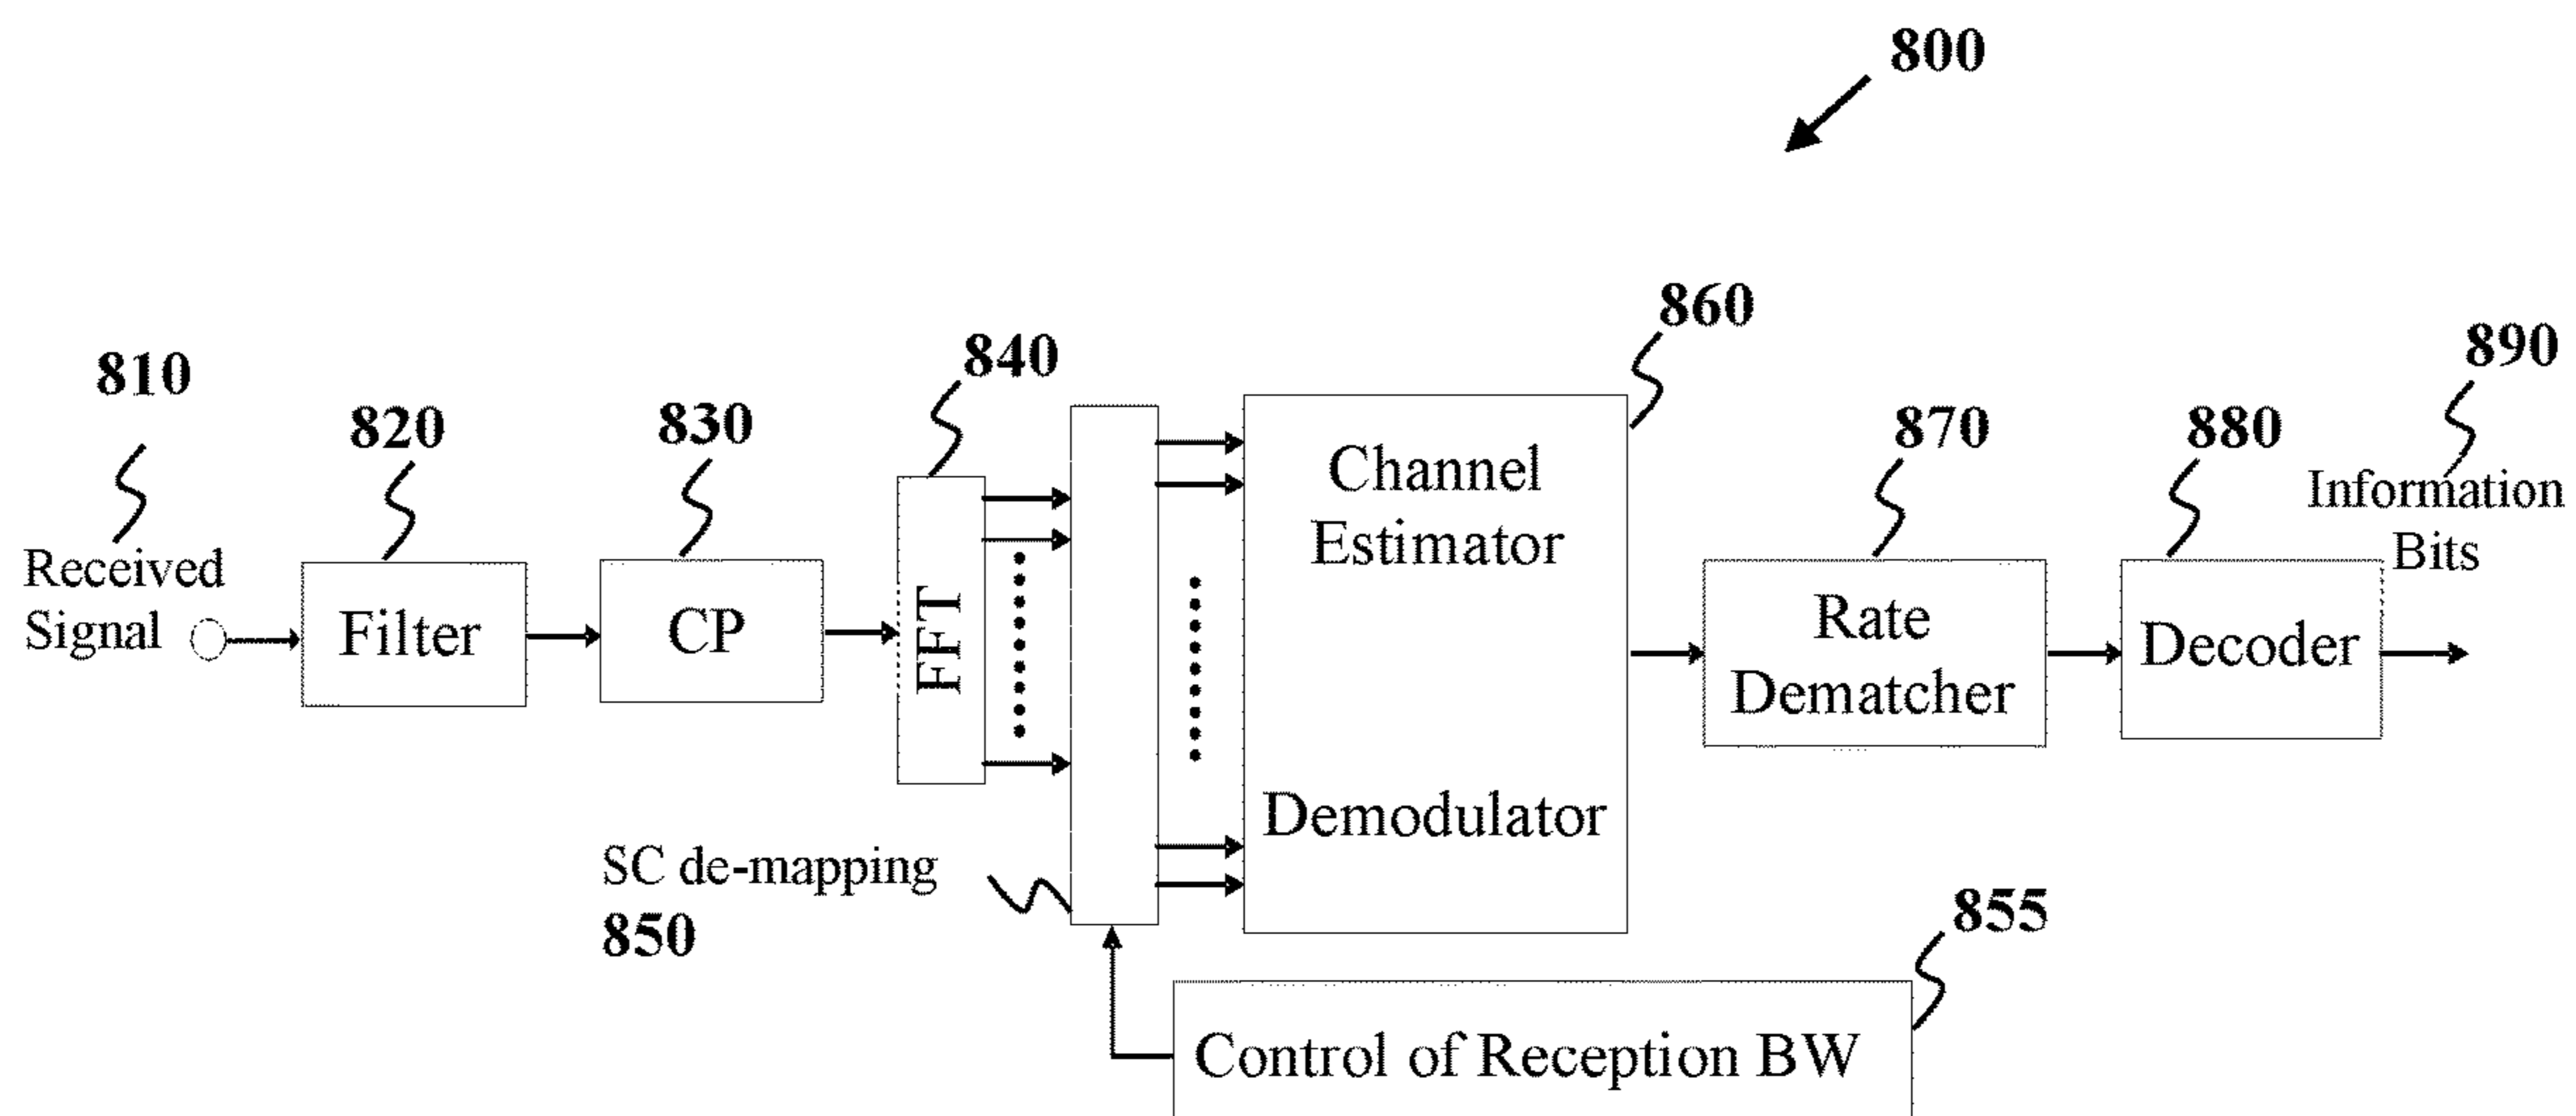 800
860
840
890
810
820
830
870
880
Information
Bits
Received
Signal
Filter
CP
FFT
Channel
Estimator
Demodulator
Rate
Dematcher
Decoder
SC de-mapping
850
855
Control of Reception BW